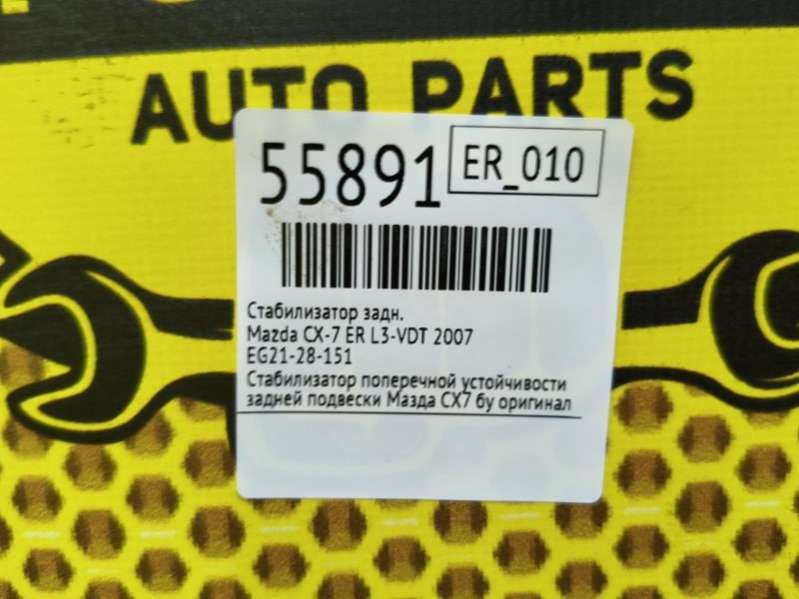 AUTO PARTS
55891
ER_010
Стабилизатор задн.
Mazda CX-7 ER L3-VDT 2007
EG21-28-151
Стабилизатор поперечной устойчивости
задней подвески Мазда СХ7 бу оригинал